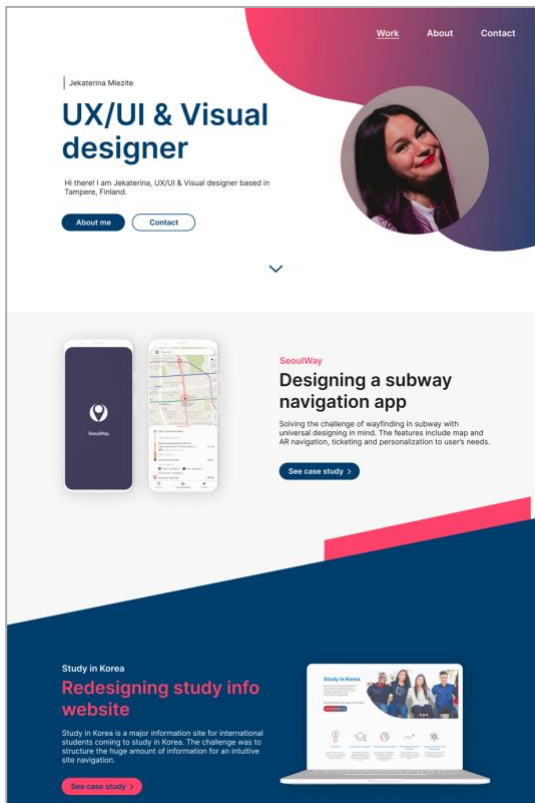 Work About Contact
Jekaterina Miezite
UX/UI & Visual
designer
Hi there! I am Jekaterina, UX/UI & Visual designer based in
Tampere, Finland.
About me Contact
SeoulWay
SeoulWay
Designing a subway
navigation app
Solving the challenge of wayfinding in subway with
universal designing in mind. The features include map and
AR navigation, ticketing and personalization to user's needs.
See case study
Study in Korea
Redesigning study info
website
Study in Korea is a major information site for international
students coming to study in Korea. The challenge was to
structure the huge amount of information for an intuitive
site navigation.
See case study
Study in Korea